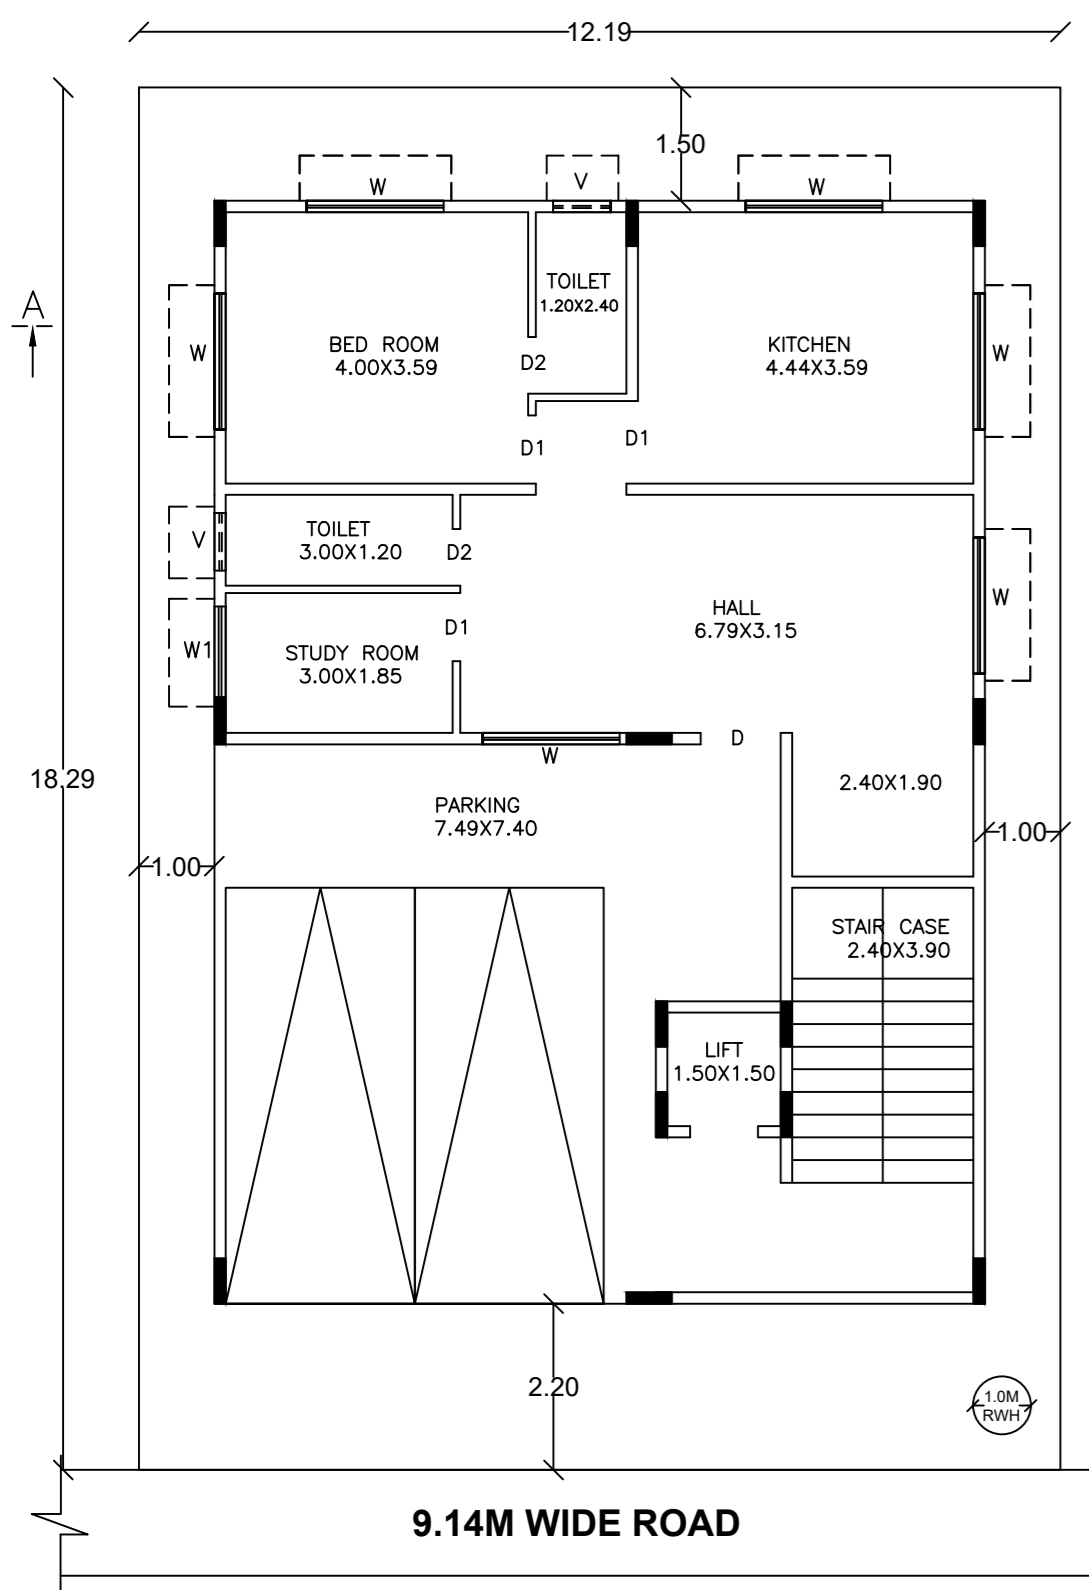 12.19
1.50
W
V
W
A
TOILET
1.20X2.40
BED ROOM
4.00X3.59
KITCHEN
4.44X3.59
W
D2
W
D1
D1
V
TOILET
3.00X1.20
D2
W
HALL
6.79X3.15
W1
STUDY ROOM
3.00X1.85
D1
D
W
18.29
2.40X1.90
PARKING
7.49X7.40
1.00
1.00
STAIR CASE
2.40X3.90
LIFT
1.50X1.50
2.20
1.0M
RWH
9.14M WIDE ROAD